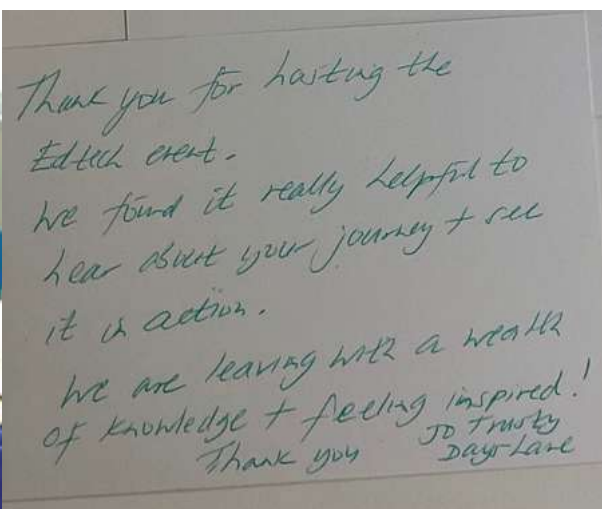 Thank you for hosting the
Edtech event.
We found it really helpful to
hear about your journey + see
it in action.
We are leaving with a wealth
of knowledge + feeling inspired!
Thank you Jo Trusty
Days Lane